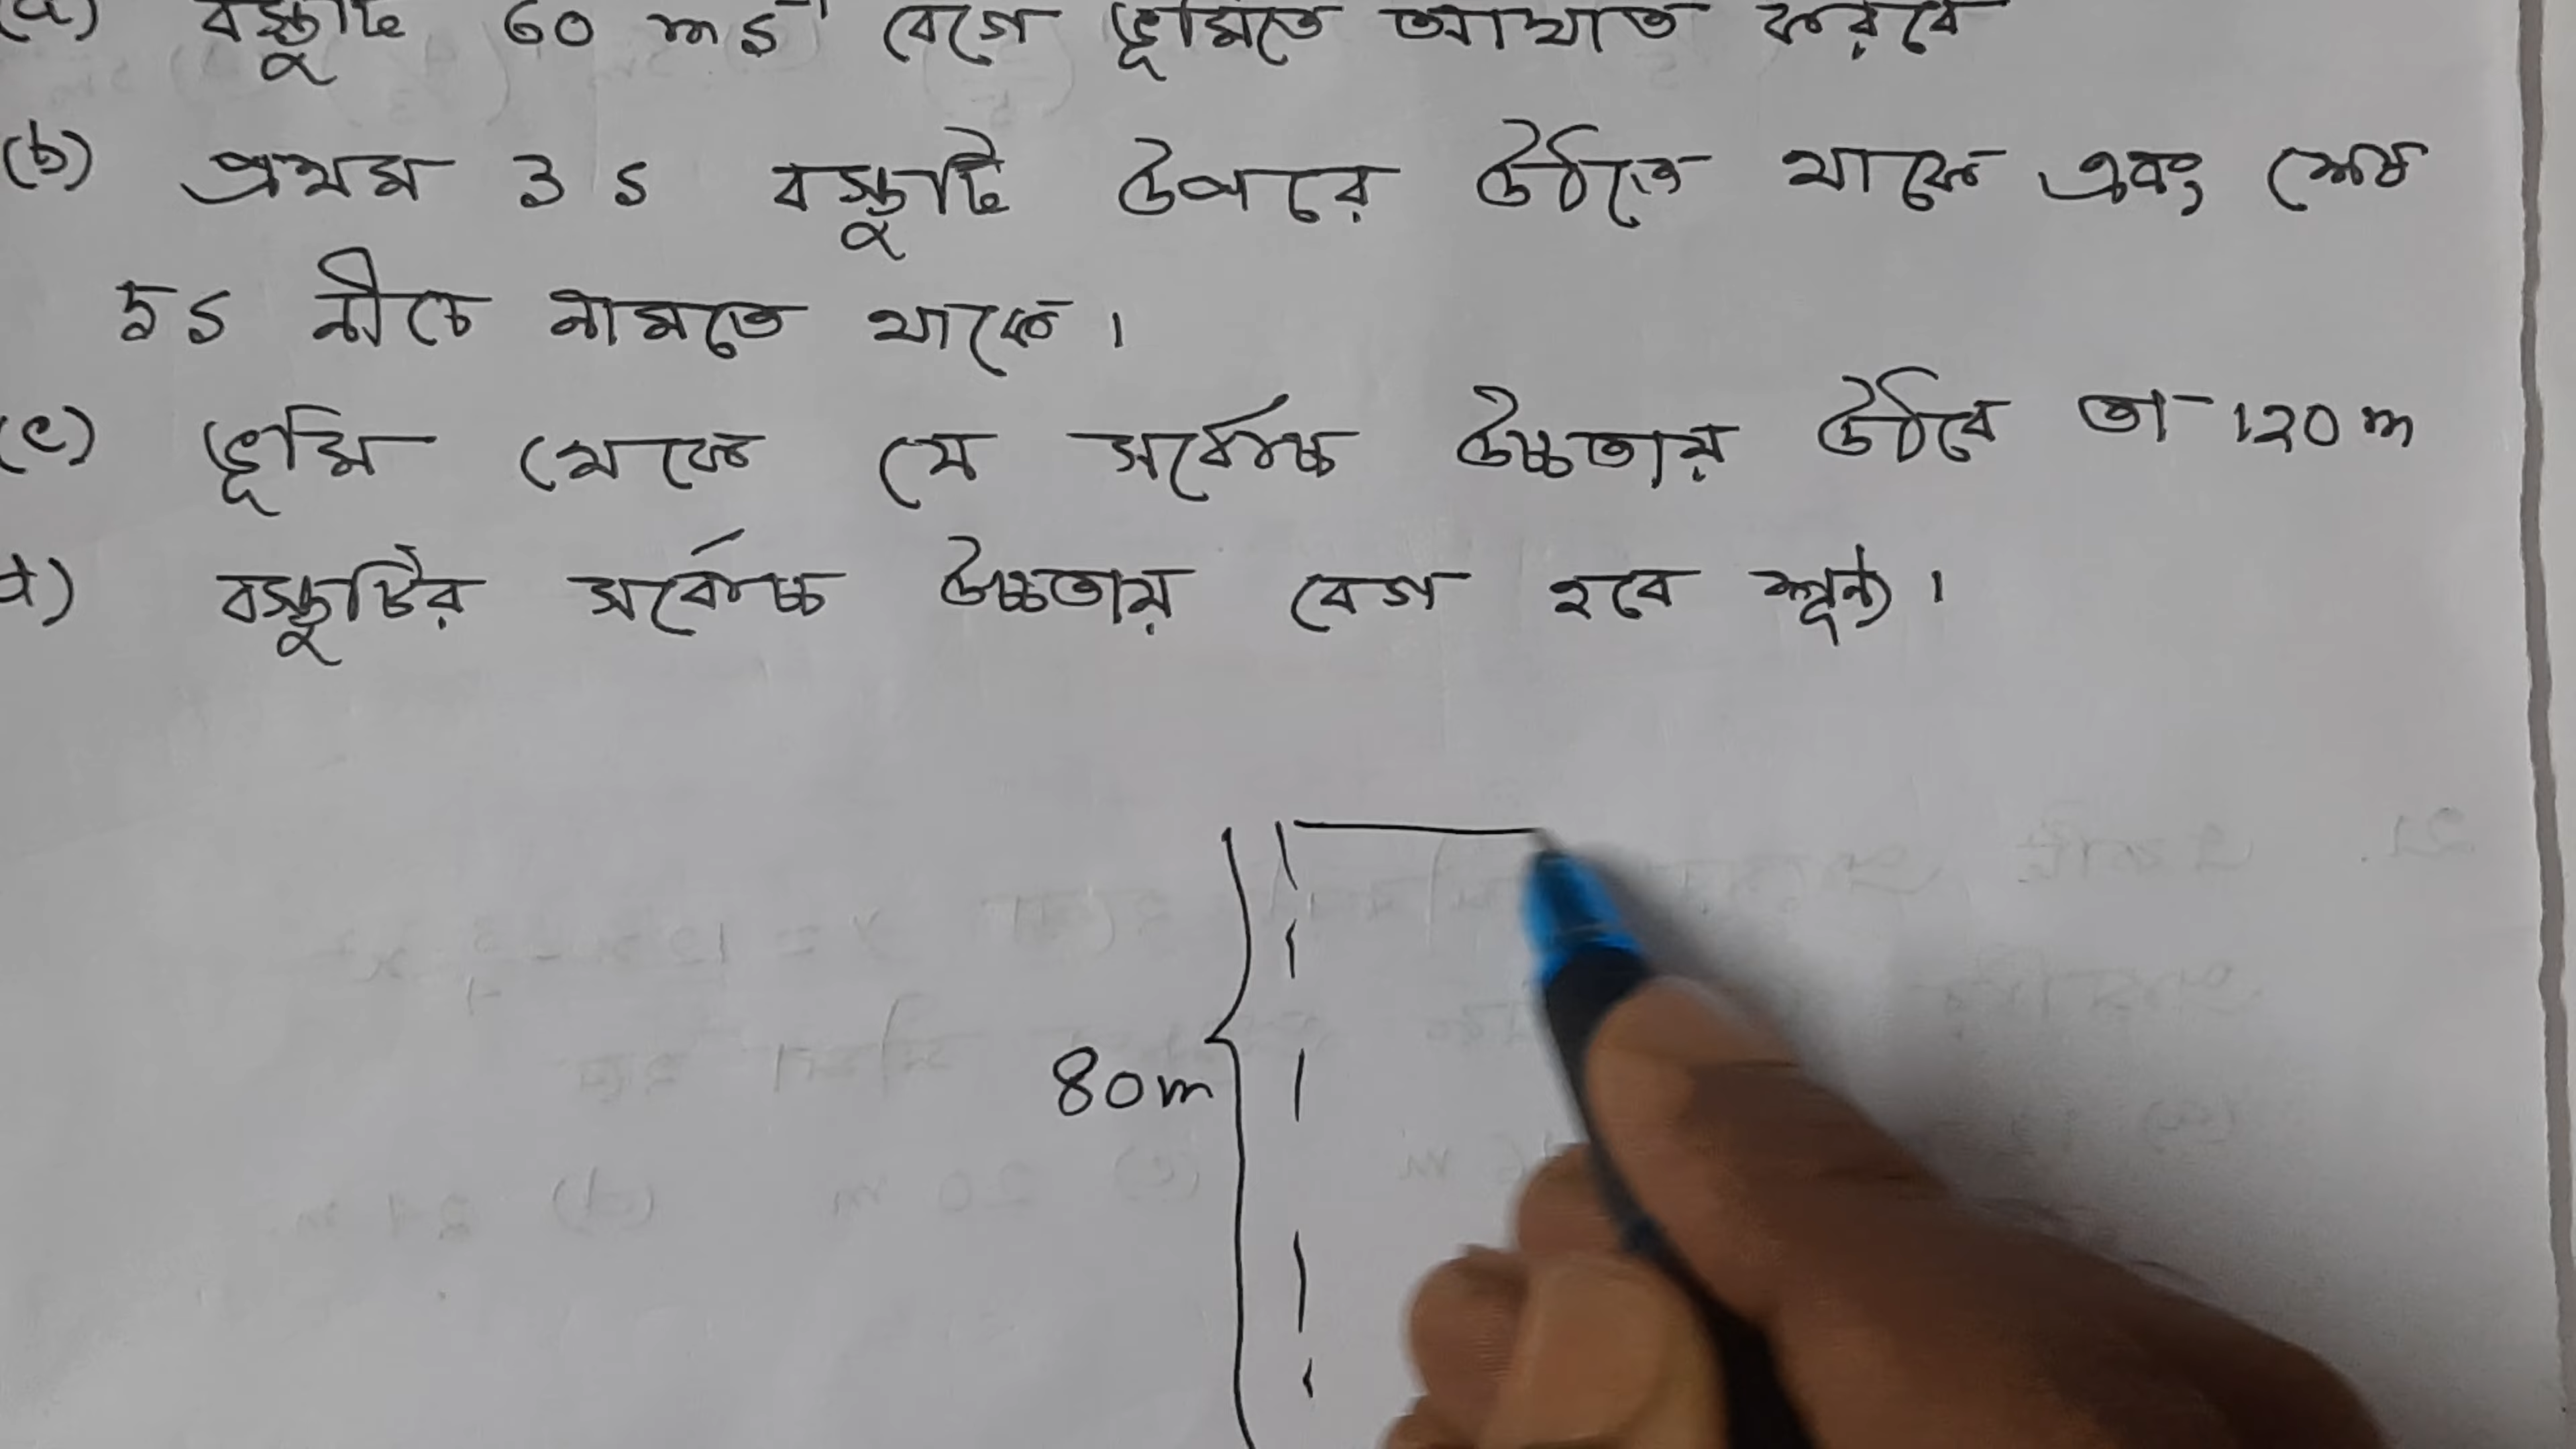 (a) বস্তুটি 60 ms⁻¹ বেগে ভূমিতে আঘাত করবে
(b) প্রথম 3 s বস্তুটি উপরে উঠতে থাকে এবং শেষ
5 s নীচে নামতে থাকে।
(c) ভূমি থেকে যে সর্বোচ্চ উচ্চতায় উঠবে তা 120 m
d) বস্তুটির সর্বোচ্চ উচ্চতায় বেগ হবে শূন্য।
80 m